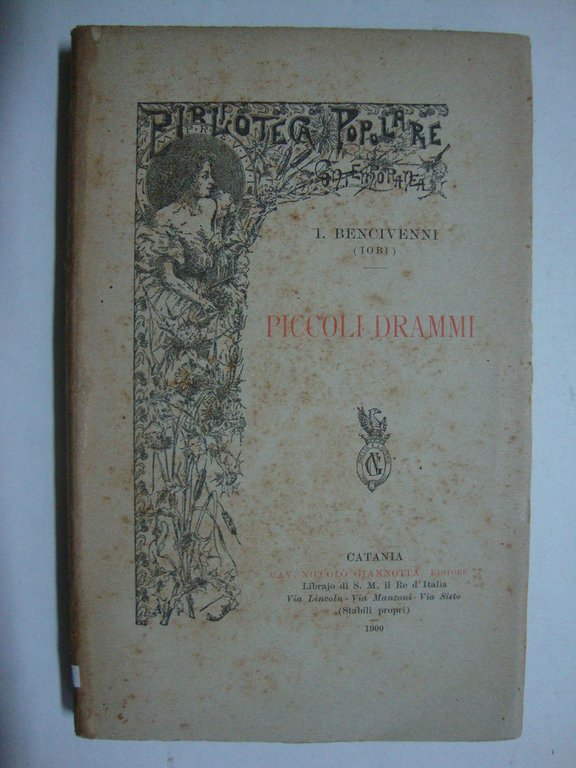 BIBLIOTECA POPOLARE
CONTEMPORANEA
I. BENCIVENNI
(IOBI)
PICCOLI DRAMMI
CATANIA
CAV. NICCOLÒ GIANNOTTA, EDITORE
Librajo di S. M. il Re d'Italia
Via Lincoln - Via Manzoni - Via Sisto
(Stabili propri)
1900